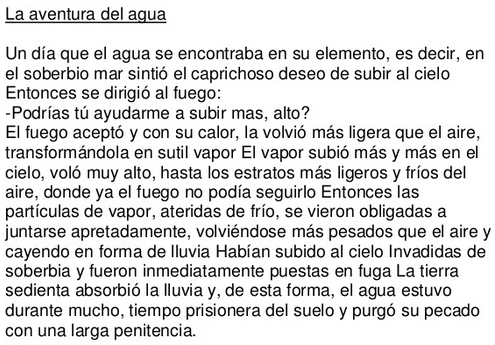 La aventura del agua
Un día que el agua se encontraba en su elemento, es decir, en
el soberbio mar sintió el caprichoso deseo de subir al cielo
Entonces se dirigió al fuego:
-Podrías tú ayudarme a subir mas, alto?
El fuego aceptó y con su calor, la volvió más ligera que el aire,
transformándola en sutil vapor El vapor subió más y más en el
cielo, voló muy alto, hasta los estratos más ligeros y fríos del
aire, donde ya el fuego no podía seguirlo Entonces las
partículas de vapor, ateridas de frío, se vieron obligadas a
juntarse apretadamente, volviéndose más pesados que el aire y
cayendo en forma de lluvia Habían subido al cielo Invadidas de
soberbia y fueron inmediatamente puestas en fuga La tierra
sedienta absorbió la lluvia y, de esta forma, el agua estuvo
durante mucho, tiempo prisionera del suelo y purgó su pecado
con una larga penitencia.